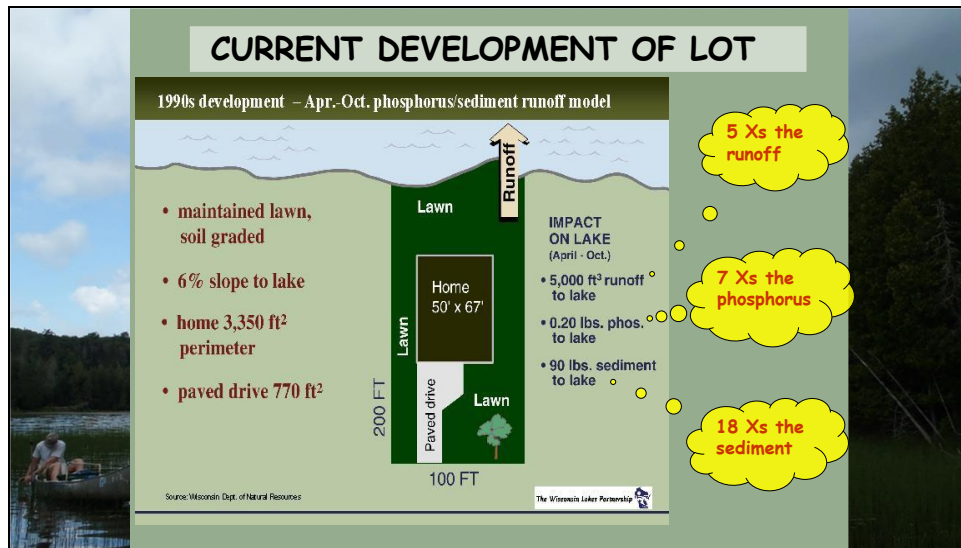 CURRENT DEVELOPMENT OF LOT
1990s development – Apr.-Oct. phosphorus/sediment runoff model
• maintained lawn,
soil graded
• 6% slope to lake
• home 3,350 ft²
perimeter
• paved drive 770 ft²
Lawn
Runoff
Home
50' x 67'
Lawn
Paved drive
Lawn
200 FT
100 FT
IMPACT
ON LAKE
(April - Oct.)
• 5,000 ft³ runoff
to lake
• 0.20 lbs. phos.
to lake
• 90 lbs. sediment
to lake
5 Xs the
runoff
7 Xs the
phosphorus
18 Xs the
sediment
Source: Wisconsin Dept. of Natural Resources
The Wisconsin Lakes Partnership